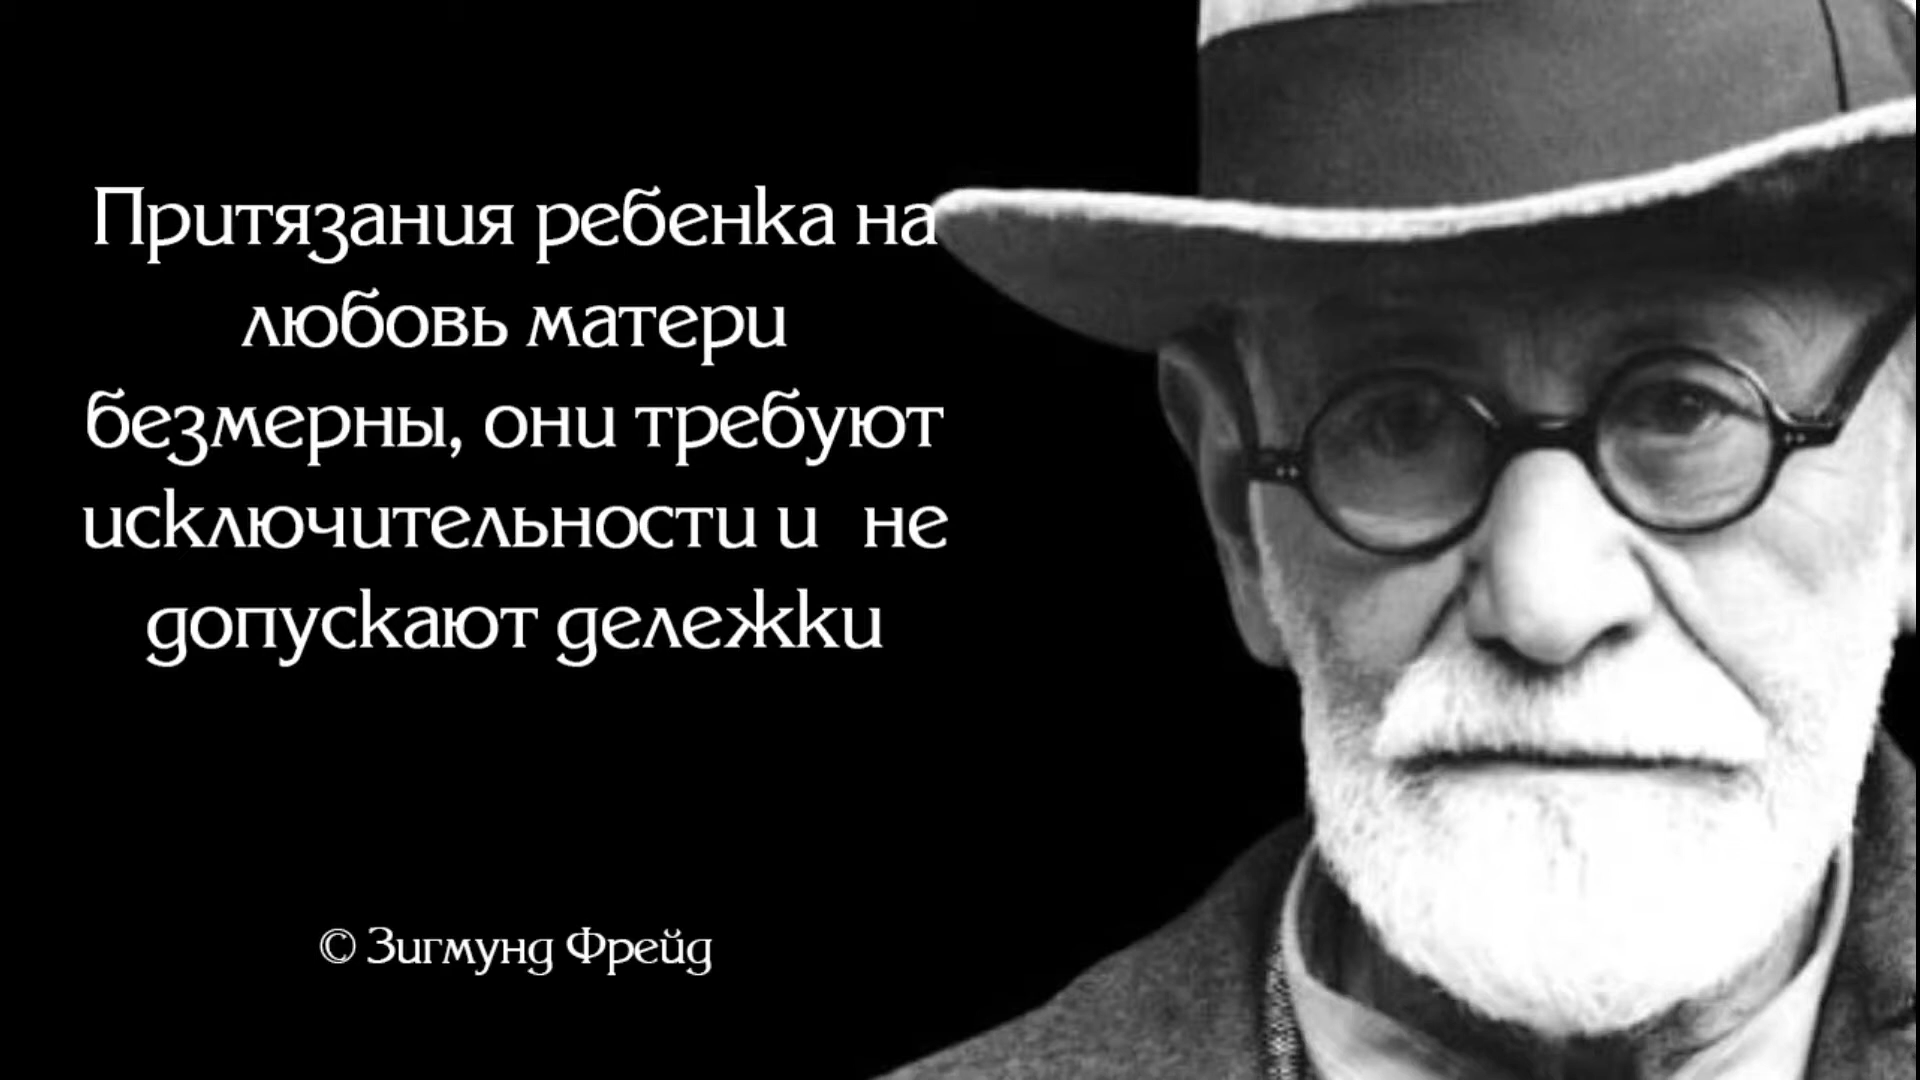 Притязания ребенка на
любовь матери
безмерны, они требуют
исключительности и не
допускают дележки
© Зигмунд Фрейд